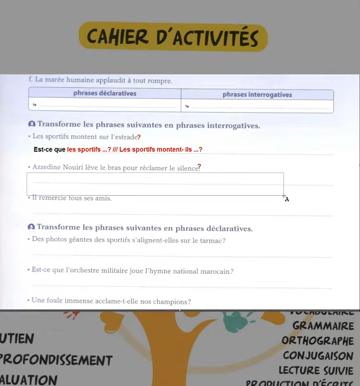 CAHIER D'ACTIVITÉS
f. La marée humaine applaudit à tout rompre.
phrases déclaratives phrases interrogatives
Transforme les phrases suivantes en phrases interrogatives.
• Les sportifs montent sur l'estrade?
Est-ce que les sportifs ...? /// Les sportifs montent- ils ...?
• Azzedine Nouiri lève le bras pour réclamer le silence?
• Il remercie tous ses amis.
Transforme les phrases suivantes en phrases déclaratives.
• Des photos géantes des sportifs s'alignent-elles sur le tarmac?
• Est-ce que l'orchestre militaire joue l'hymne national marocain?
• Une foule immense acclame-t-elle nos champions?
VOCABULAIRE
GRAMMAIRE
UTIEN
ORTHOGRAPHE
PROFONDISSEMENT
CONJUGAISON
LECTURE SUIVIE
ALUATION
PRODUCTION D'ÉCRITS